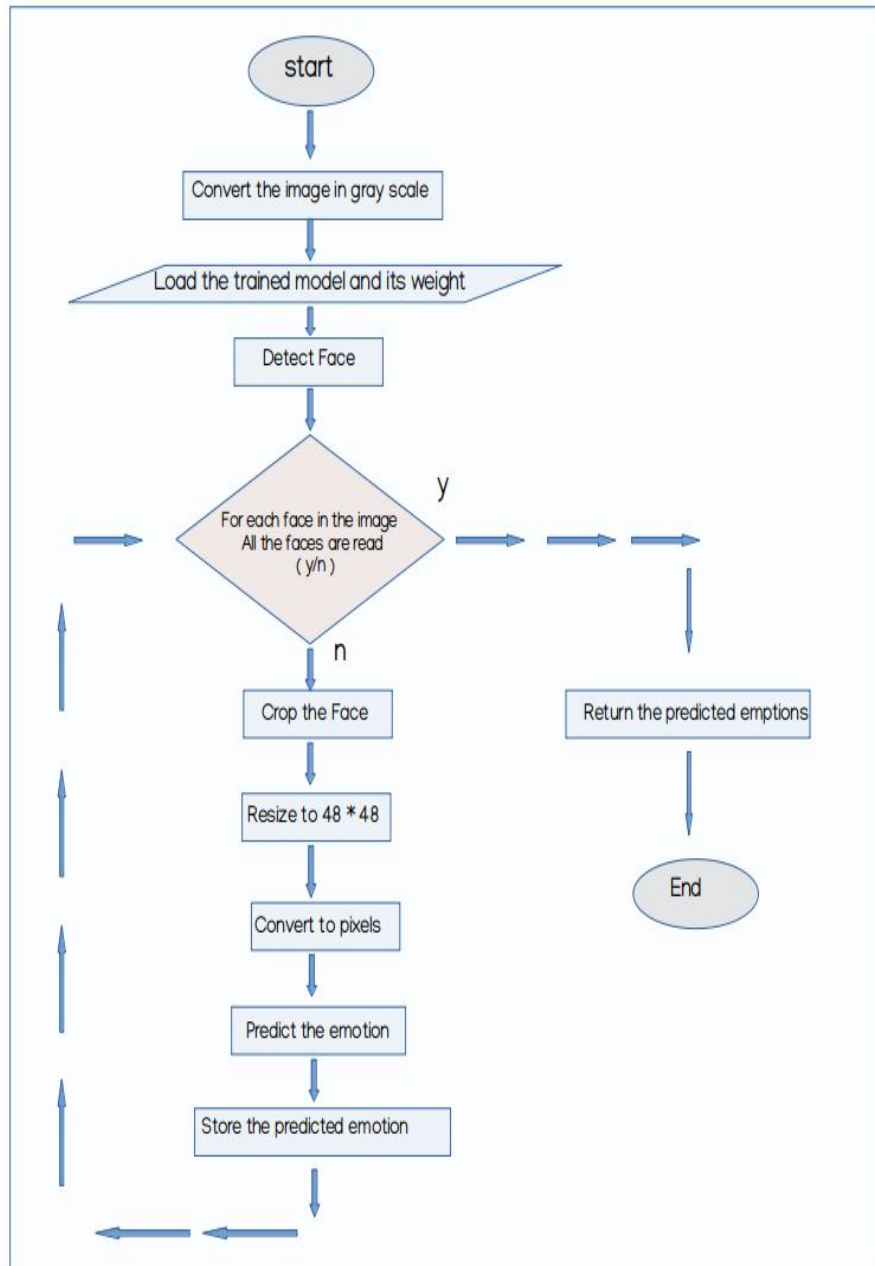 start
Convert the image in gray scale
Load the trained model and its weight
Detect Face
For each face in the image
All the faces are read
( y/n )
y
n
Crop the Face
Return the predicted emptions
Resize to 48 * 48
End
Convert to pixels
Predict the emotion
Store the predicted emotion